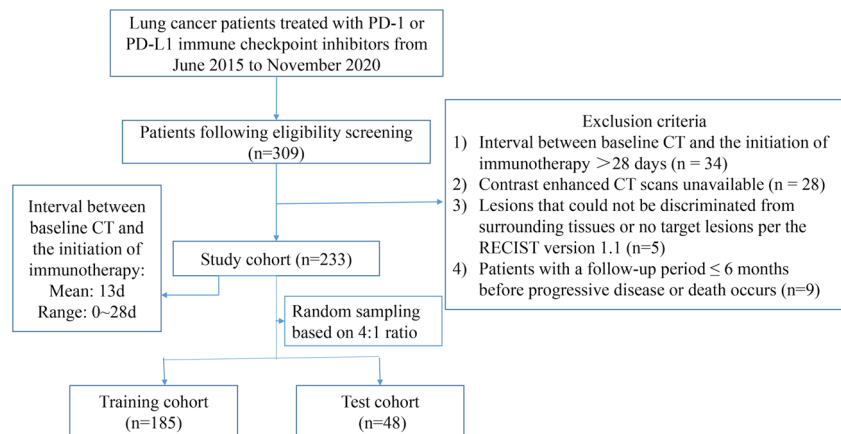 Lung cancer patients treated with PD-1 or
PD-L1 immune checkpoint inhibitors from
June 2015 to November 2020
Patients following eligibility screening
(n=309)
Exclusion criteria
1) Interval between baseline CT and the initiation of
immunotherapy >28 days (n = 34)
2) Contrast enhanced CT scans unavailable (n = 28)
3) Lesions that could not be discriminated from
surrounding tissues or no target lesions per the
RECIST version 1.1 (n=5)
4) Patients with a follow-up period ≤ 6 months
before progressive disease or death occurs (n=9)
Interval between
baseline CT and
the initiation of
immunotherapy:
Mean: 13d
Range: 0~28d
Study cohort (n=233)
Random sampling
based on 4:1 ratio
Training cohort
(n=185)
Test cohort
(n=48)